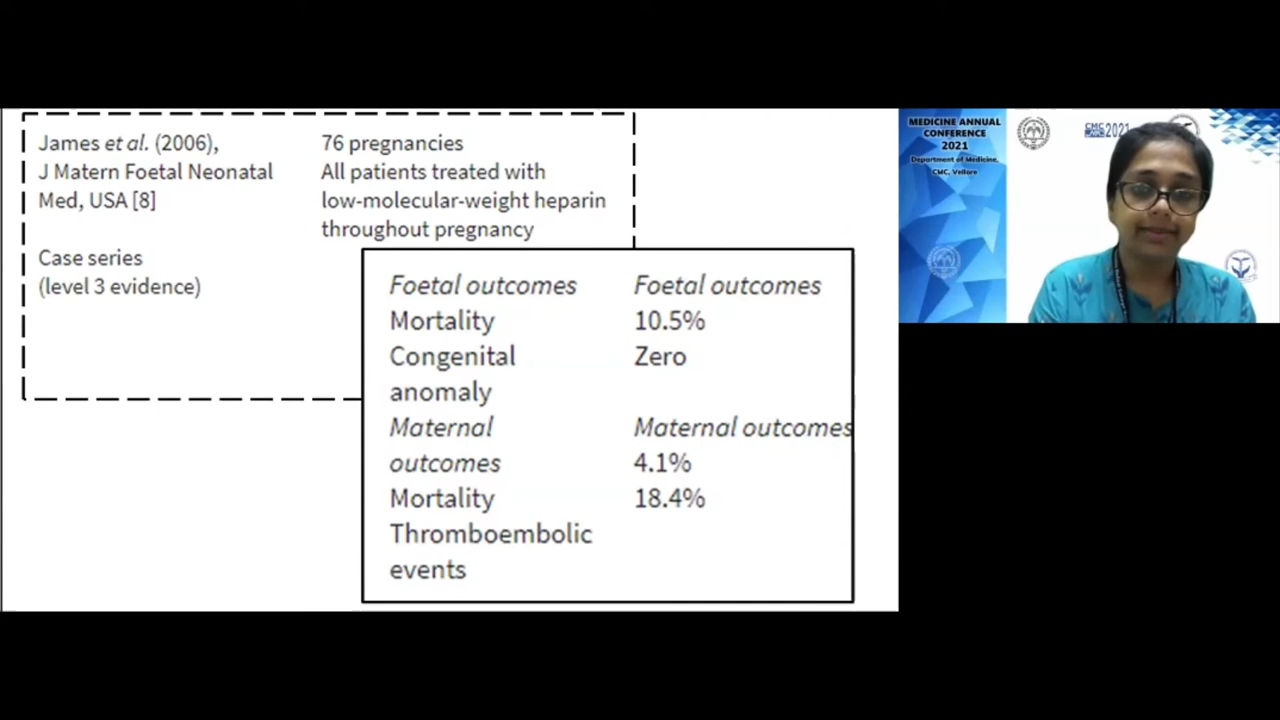 James et al. (2006),
J Matern Foetal Neonatal
Med, USA [8]
Case series
(level 3 evidence)
76 pregnancies
All patients treated with
low-molecular-weight heparin
throughout pregnancy
Foetal outcomes
Mortality
Congenital
anomaly
Maternal
outcomes
Mortality
Thromboembolic
events
Foetal outcomes
10.5%
Zero
Maternal outcomes
4.1%
18.4%
MEDICINE ANNUAL
CONFERENCE
2021
Department of Medicine,
CMC, Vellore
CMC
2021